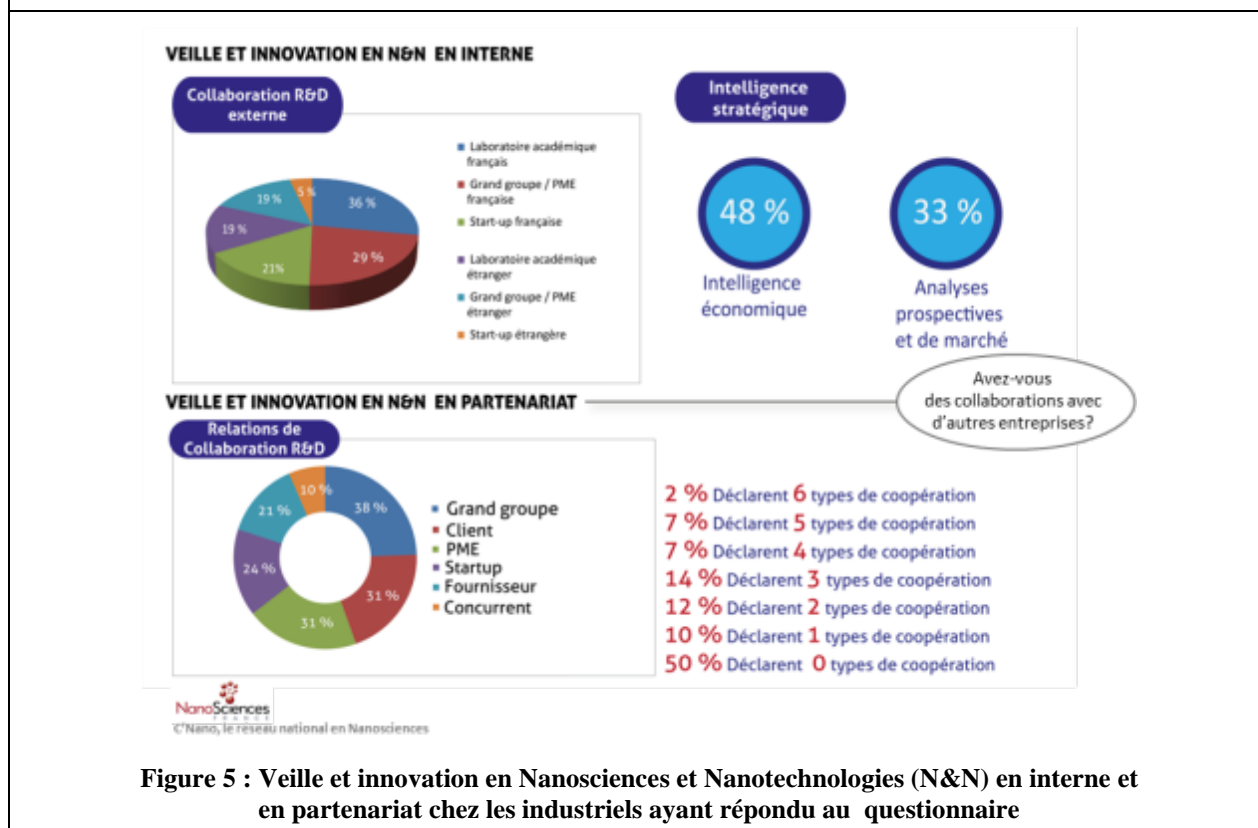 VEILLE ET INNOVATION EN N&N EN INTERNE
Collaboration R&D
externe
Laboratoire académique
français
Grand groupe / PME
française
Start-up française
Laboratoire académique
étranger
Grand groupe / PME
étranger
Start-up étrangère
36 %
29 %
21%
19 %
19 %
5 %
Intelligence
stratégique
48 %
Intelligence
économique
33 %
Analyses
prospectives
et de marché
Avez-vous
des collaborations avec
d'autres entreprises?
VEILLE ET INNOVATION EN N&N EN PARTENARIAT
Relations de
Collaboration R&D
38 %
31 %
31 %
24 %
21 %
10 %
Grand groupe
Client
PME
Startup
Fournisseur
Concurrent
2 % Déclarent 6 types de coopération
7 % Déclarent 5 types de coopération
7 % Déclarent 4 types de coopération
14 % Déclarent 3 types de coopération
12 % Déclarent 2 types de coopération
10 % Déclarent 1 types de coopération
50 % Déclarent 0 types de coopération
NanoSciences
FRANCE
C'Nano, le réseau national en Nanosciences
Figure 5 : Veille et innovation en Nanosciences et Nanotechnologies (N&N) en interne et
en partenariat chez les industriels ayant répondu au questionnaire